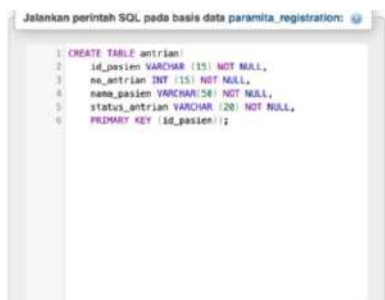 Jalankan perintah SQL pada basis data paramita_registration:
1 CREATE TABLE antrian(
2 id_pasien VARCHAR (15) NOT NULL,
3 no_antrian INT (15) NOT NULL,
4 nama_pasien VARCHAR(50) NOT NULL,
5 status_antrian VARCHAR (20) NOT NULL,
6 PRIMARY KEY (id_pasien));